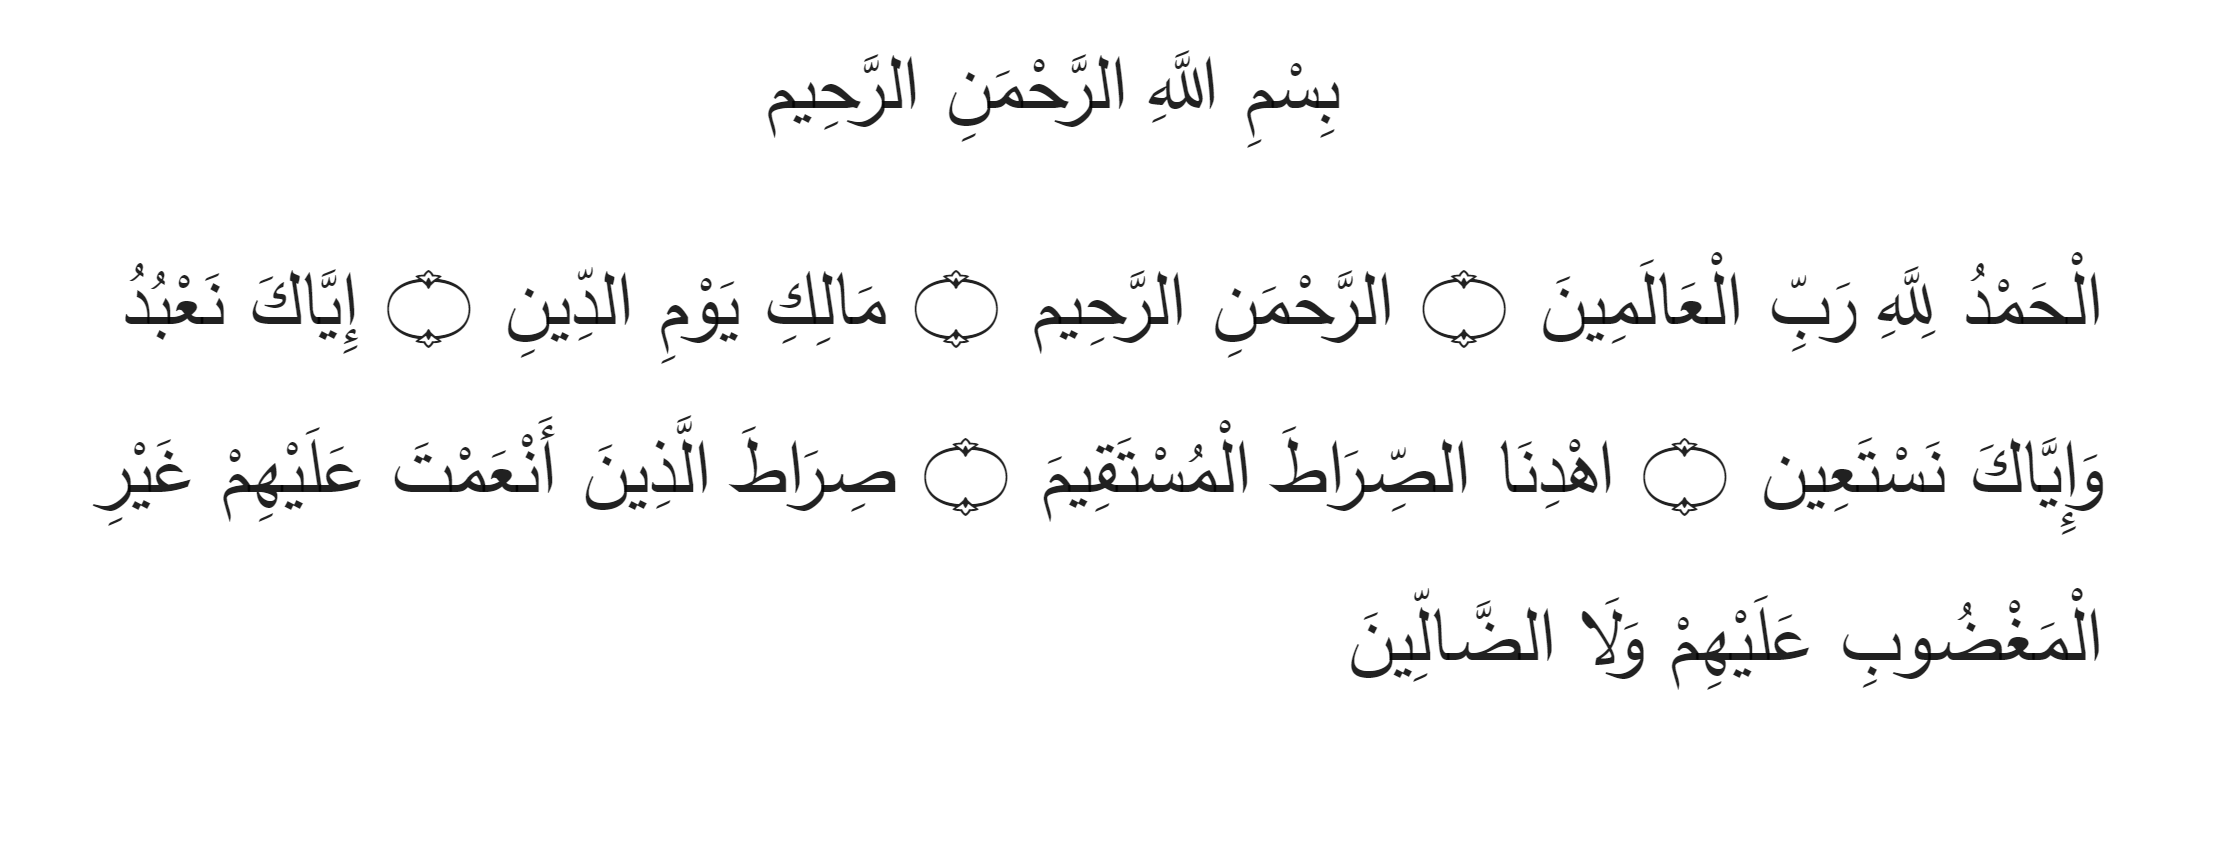 بِسْمِ اللَّهِ الرَّحْمَنِ الرَّحِيم
الْحَمْدُ لِلَّهِ رَبِّ الْعَالَمِينَ ۝ الرَّحْمَنِ الرَّحِيم ۝ مَالِكِ يَوْمِ الدِّينِ ۝ إِيَّاكَ نَعْبُدُ
وَإِيَّاكَ نَسْتَعِين ۝ اهْدِنَا الصِّرَاطَ الْمُسْتَقِيمَ ۝ صِرَاطَ الَّذِينَ أَنْعَمْتَ عَلَيْهِمْ غَيْرِ
الْمَغْضُوبِ عَلَيْهِمْ وَلَا الضَّالِّينَ